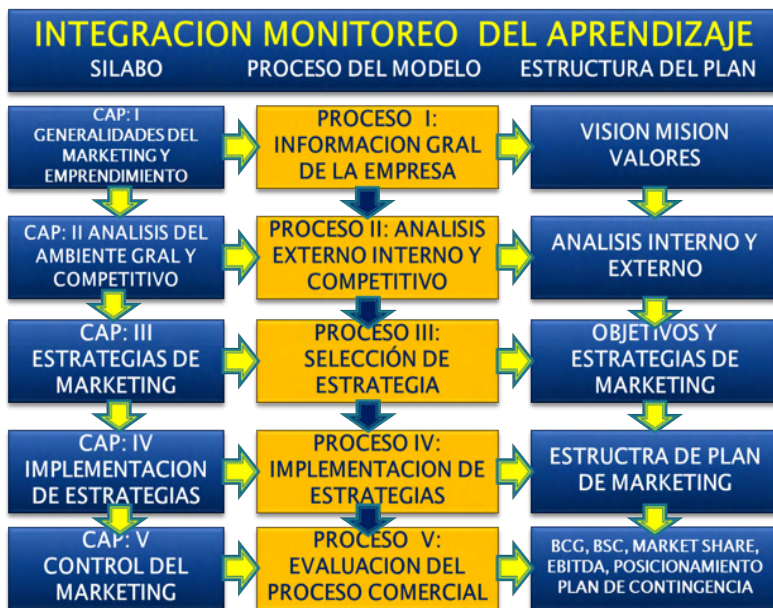 INTEGRACION MONITOREO DEL APRENDIZAJE
SILABO PROCESO DEL MODELO ESTRUCTURA DEL PLAN
CAP: I
GENERALIDADES DEL
MARKETING Y
EMPRENDIMIENTO
PROCESO I:
INFORMACION GRAL
DE LA EMPRESA
VISION MISION
VALORES
CAP: II ANALISIS DEL
AMBIENTE GRAL Y
COMPETITIVO
PROCESO II: ANALISIS
EXTERNO INTERNO Y
COMPETITIVO
ANALISIS INTERNO Y
EXTERNO
CAP: III
ESTRATEGIAS DE
MARKETING
PROCESO III:
SELECCIÓN DE
ESTRATEGIA
OBJETIVOS Y
ESTRATEGIAS DE
MARKETING
CAP: IV
IMPLEMENTACION
DE ESTRATEGIAS
PROCESO IV:
IMPLEMENTACION DE
ESTRATEGIAS
ESTRUCTRA DE PLAN
DE MARKETING
CAP: V
CONTROL DEL
MARKETING
PROCESO V:
EVALUACION DEL
PROCESO COMERCIAL
BCG, BSC, MARKET SHARE,
EBITDA, POSICIONAMIENTO
PLAN DE CONTINGENCIA